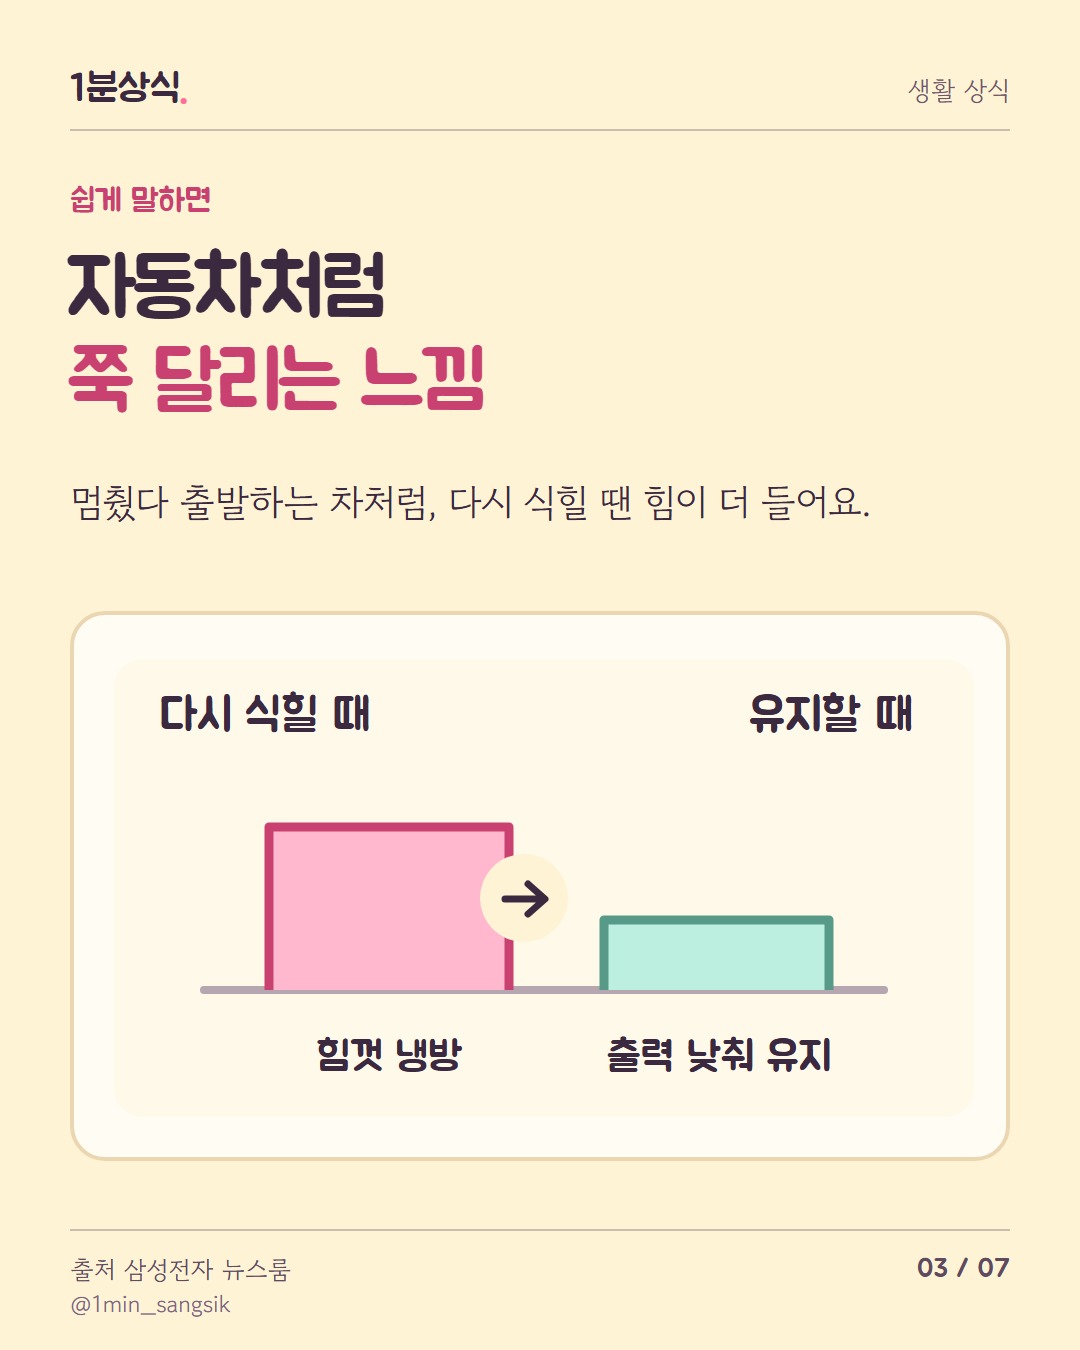 1분상식.
생활 상식
쉽게 말하면
자동차처럼
쭉 달리는 느낌
멈췄다 출발하는 차처럼, 다시 식힐 땐 힘이 더 들어요.
다시 식힐 때
유지할 때
힘껏 냉방
출력 낮춰 유지
출처 삼성전자 뉴스룸
03 / 07
@1min_sangsik